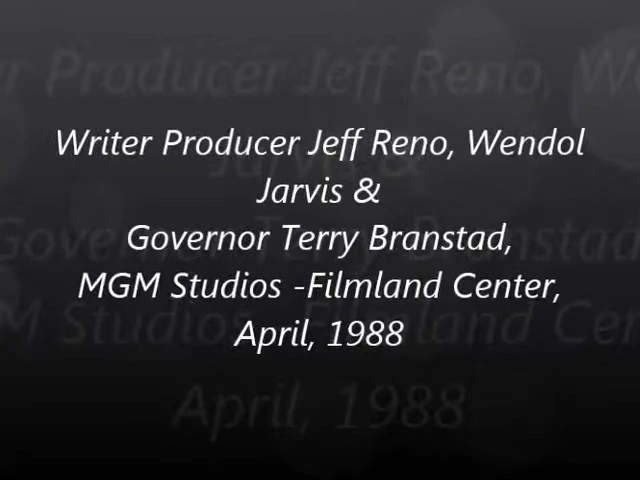 Writer Producer Jeff Reno, Wendol
Jarvis &
Governor Terry Branstad,
MGM Studios -Filmland Center,
April, 1988